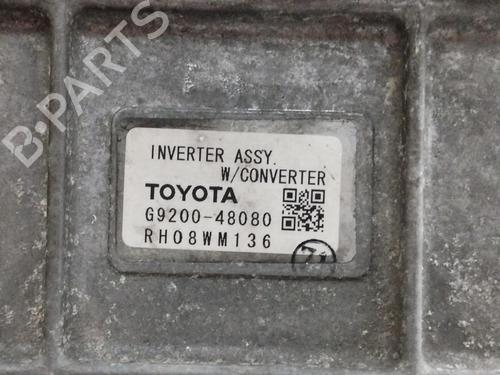 B-PARTS
INVERTER ASSY.
W/CONVERTER
TOYOTA
G9200-48080
RH08WM136